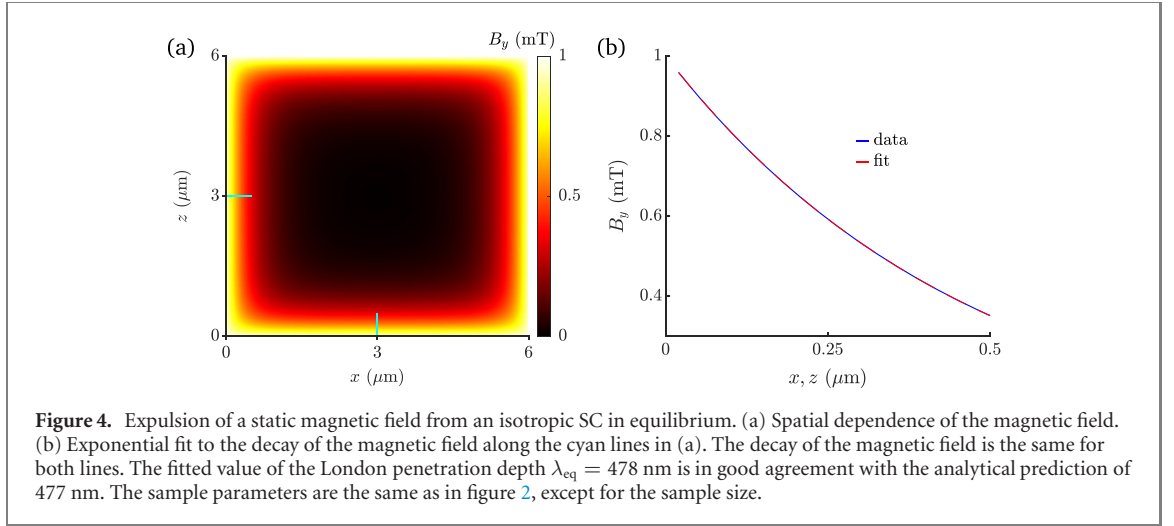 (a)
B_y (mT)
(b)
6
3
0
z (μm)
0
3
6
x (μm)
1
0.5
0
1
0.8
0.6
0.4
B_y (mT)
data
fit
0
0.25
0.5
x, z (μm)
Figure 4. Expulsion of a static magnetic field from an isotropic SC in equilibrium. (a) Spatial dependence of the magnetic field.
(b) Exponential fit to the decay of the magnetic field along the cyan lines in (a). The decay of the magnetic field is the same for
both lines. The fitted value of the London penetration depth λ_eq = 478 nm is in good agreement with the analytical prediction of
477 nm. The sample parameters are the same as in figure 2, except for the sample size.